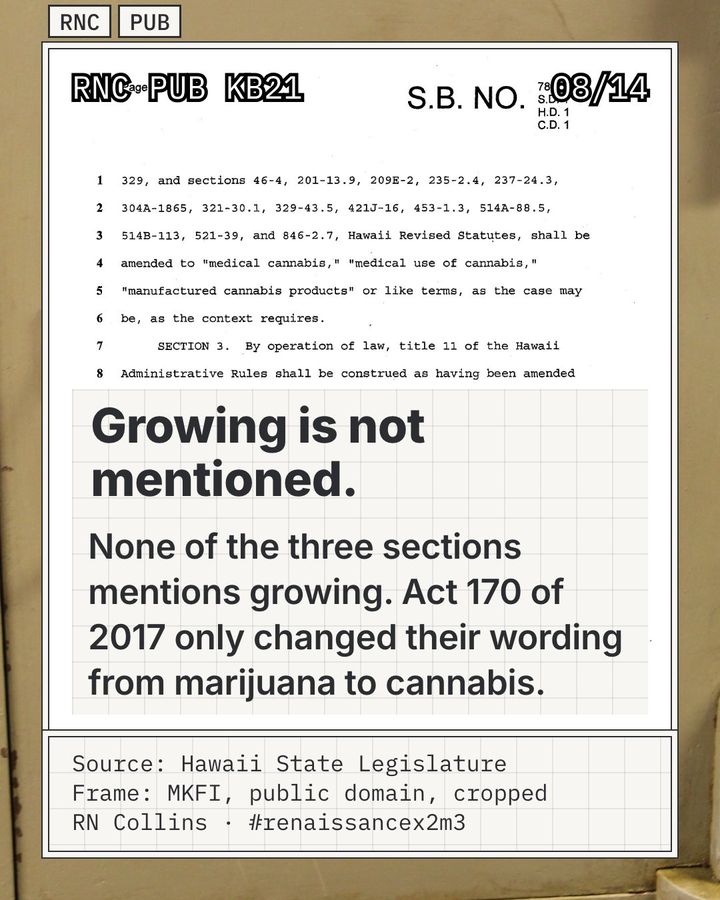 RNC PUB
RNC PUB KB21 08/14
Page
S.B. NO.
S.D. 1
H.D. 1
C.D. 1
1 329, and sections 46-4, 201-13.9, 209E-2, 235-2.4, 237-24.3,
2 304A-1865, 321-30.1, 329-43.5, 421J-16, 453-1.3, 514A-88.5,
3 514B-113, 521-39, and 846-2.7, Hawaii Revised Statutes, shall be
4 amended to "medical cannabis," "medical use of cannabis,"
5 "manufactured cannabis products" or like terms, as the case may
6 be, as the context requires.
7 SECTION 3. By operation of law, title 11 of the Hawaii
8 Administrative Rules shall be construed as having been amended
Growing is not
mentioned.
None of the three sections
mentions growing. Act 170 of
2017 only changed their wording
from marijuana to cannabis.
Source: Hawaii State Legislature
Frame: MKFI, public domain, cropped
RN Collins · #renaissancex2m3